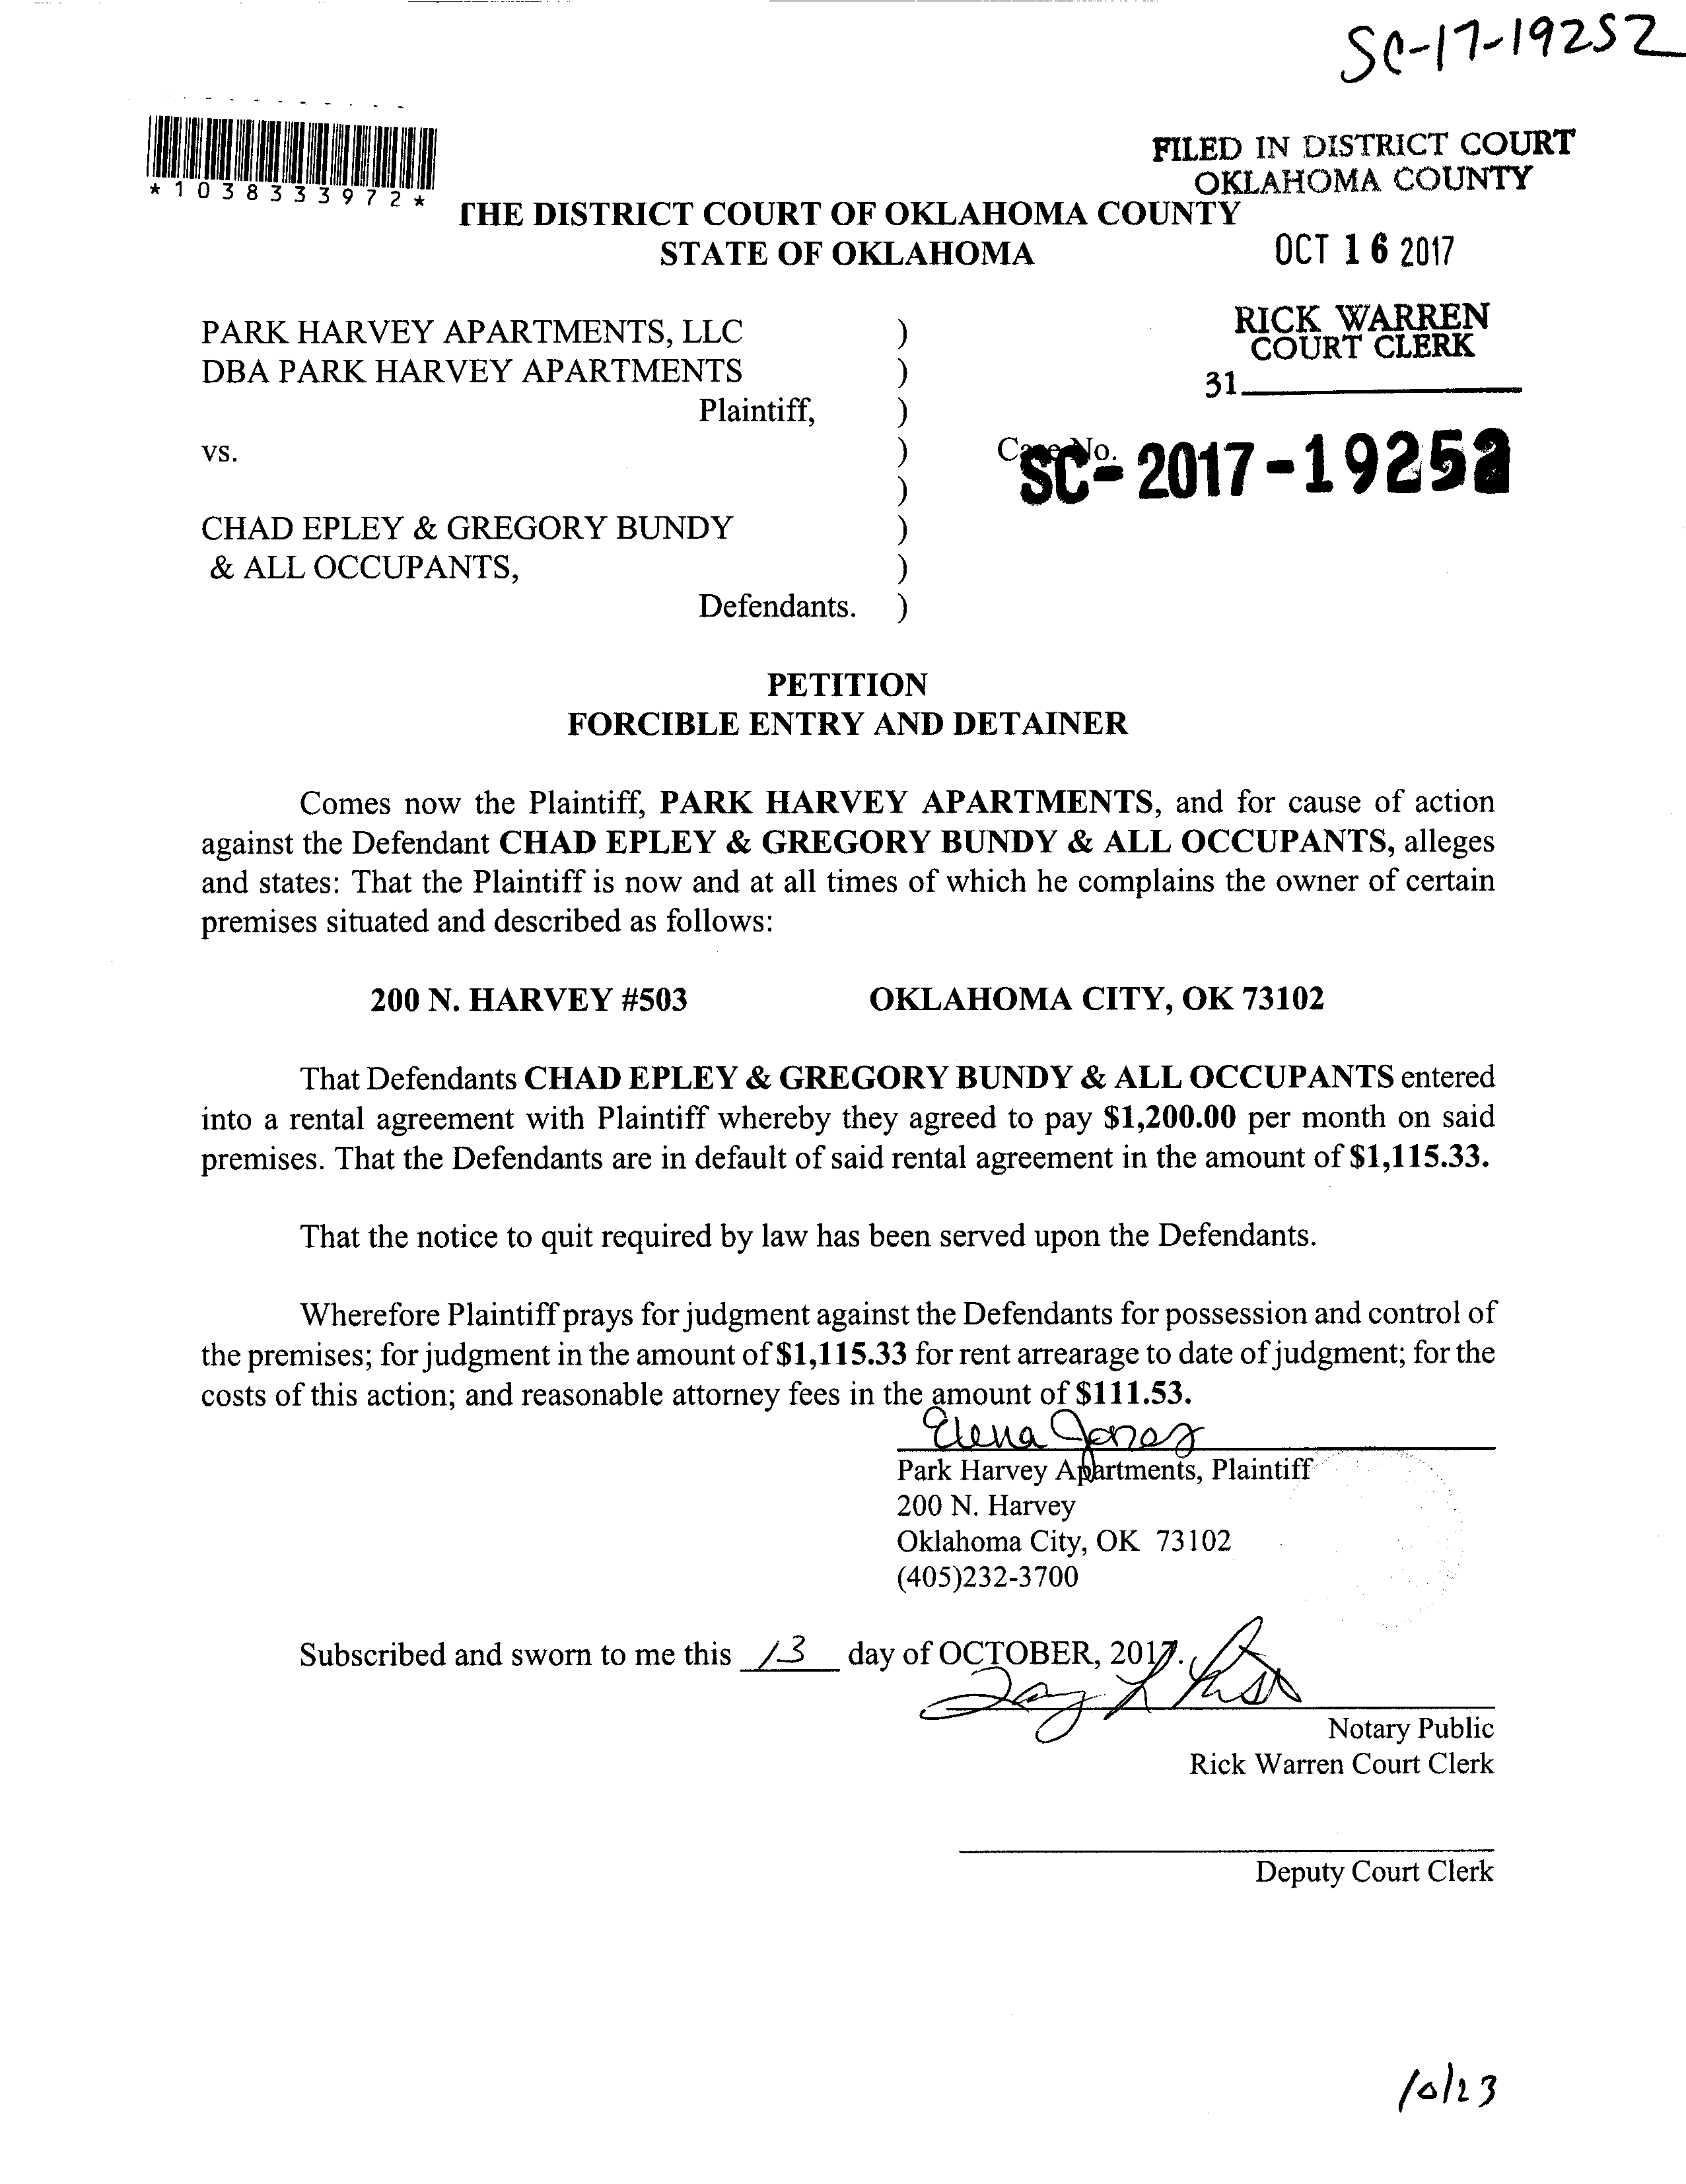 SC-17-19252
*1038333972*
FILED IN DISTRICT COURT
OKLAHOMA COUNTY
THE DISTRICT COURT OF OKLAHOMA COUNTY
STATE OF OKLAHOMA
OCT 16 2017
RICK WARREN
COURT CLERK
31
PARK HARVEY APARTMENTS, LLC )
DBA PARK HARVEY APARTMENTS )
Plaintiff, )
vs. )
Case No.
SC-2017-19252
)
CHAD EPLEY & GREGORY BUNDY )
& ALL OCCUPANTS, )
Defendants. )
PETITION
FORCIBLE ENTRY AND DETAINER
Comes now the Plaintiff, PARK HARVEY APARTMENTS, and for cause of action
against the Defendant CHAD EPLEY & GREGORY BUNDY & ALL OCCUPANTS, alleges
and states: That the Plaintiff is now and at all times of which he complains the owner of certain
premises situated and described as follows:
200 N. HARVEY #503 OKLAHOMA CITY, OK 73102
That Defendants CHAD EPLEY & GREGORY BUNDY & ALL OCCUPANTS entered
into a rental agreement with Plaintiff whereby they agreed to pay $1,200.00 per month on said
premises. That the Defendants are in default of said rental agreement in the amount of $1,115.33.
That the notice to quit required by law has been served upon the Defendants.
Wherefore Plaintiff prays for judgment against the Defendants for possession and control of
the premises; for judgment in the amount of $1,115.33 for rent arrearage to date of judgment; for the
costs of this action; and reasonable attorney fees in the amount of $111.53.
Elena Jones
Park Harvey Apartments, Plaintiff
200 N. Harvey
Oklahoma City, OK 73102
(405)232-3700
Subscribed and sworn to me this 13 day of OCTOBER, 2017.
Notary Public
Rick Warren Court Clerk
Deputy Court Clerk
10/23